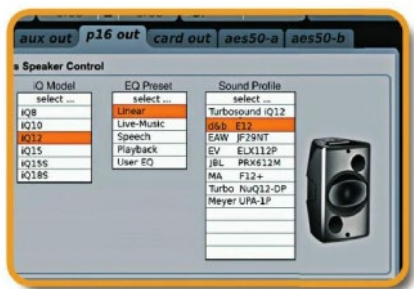 aux out p16 out card out aes50-a aes50-b
s Speaker Control
iQ Model EQ Preset Sound Profile
select ... select ... select ...
iQ8 Linear Turbosound iQ12
iQ10 Live-Music d&b E12
iQ12 Speech EAW JF29NT
iQ15 Playback EV ELX112P
iQ15S User EQ JBL PRX612M
iQ18S MA F12+
Turbo NuQ12-DP
Meyer UPA-1P